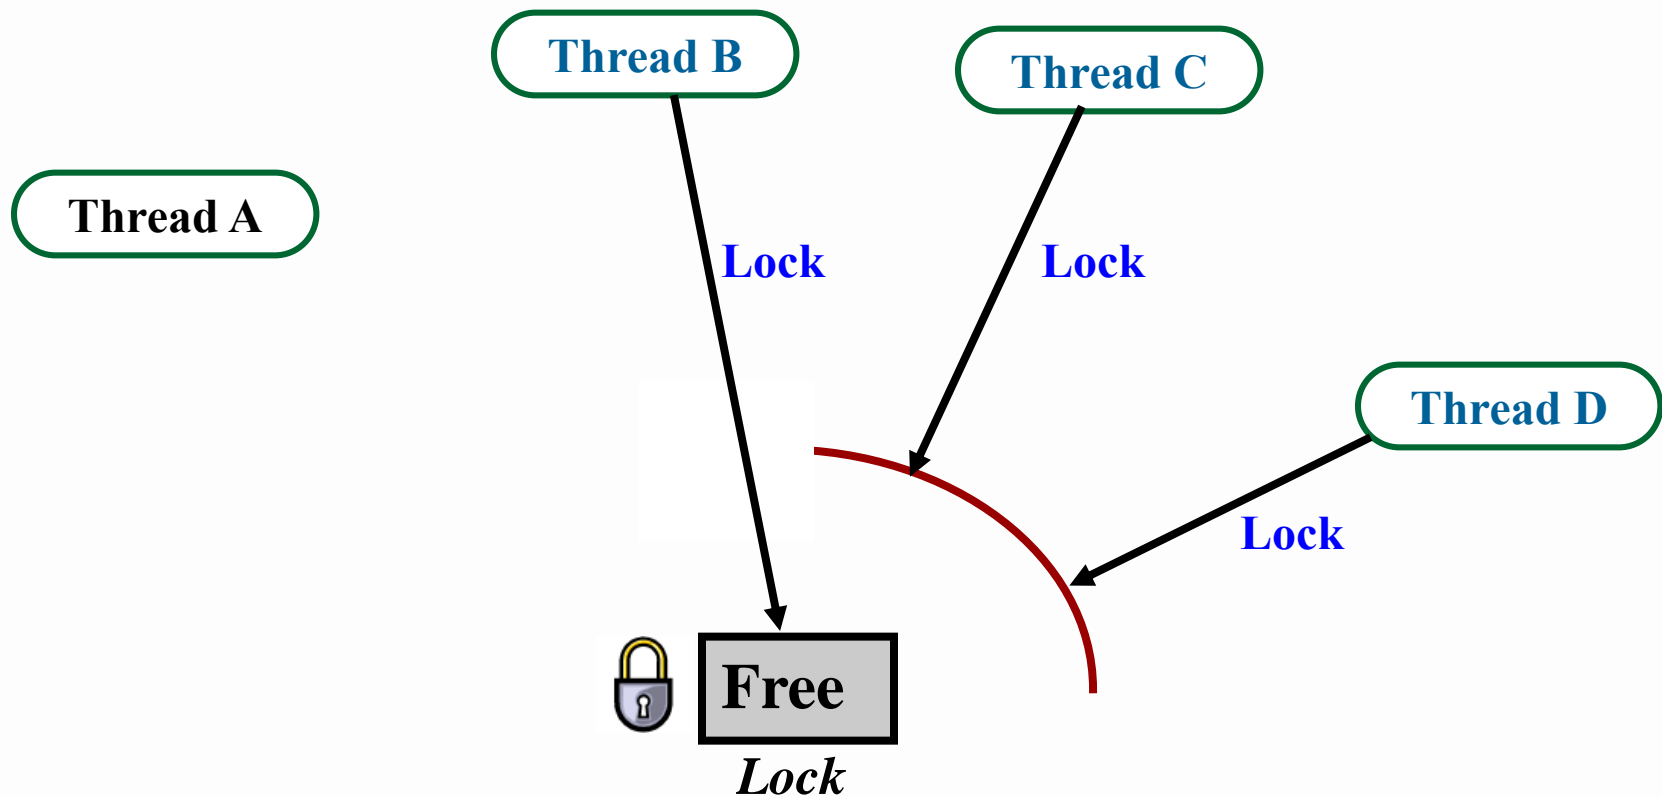 Thread B
Thread C
Thread A
Lock
Lock
Thread D
Lock
Free
Lock